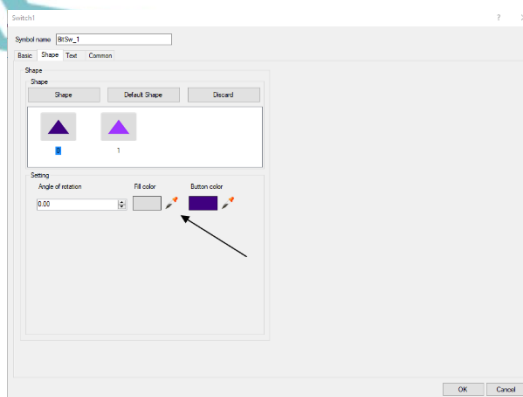 Switch1 ?
Symbol name BitSw_1
Basic Shape Text Common
Shape
Shape
Shape Default Shape Discard
0 1
Setting
Angle of rotation Fill color Button color
0.00
OK Cancel